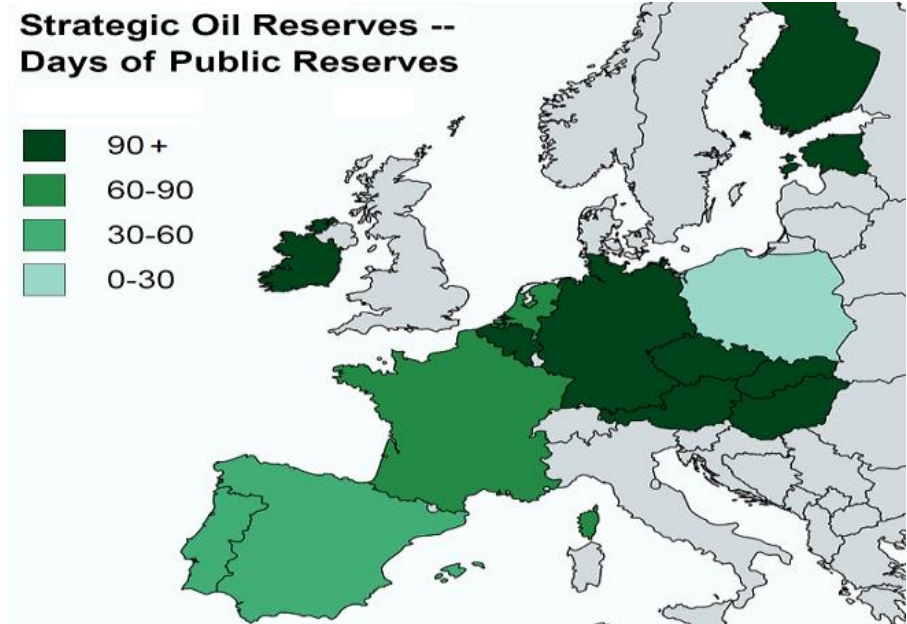 Strategic Oil Reserves --
Days of Public Reserves
90 +
60-90
30-60
0-30